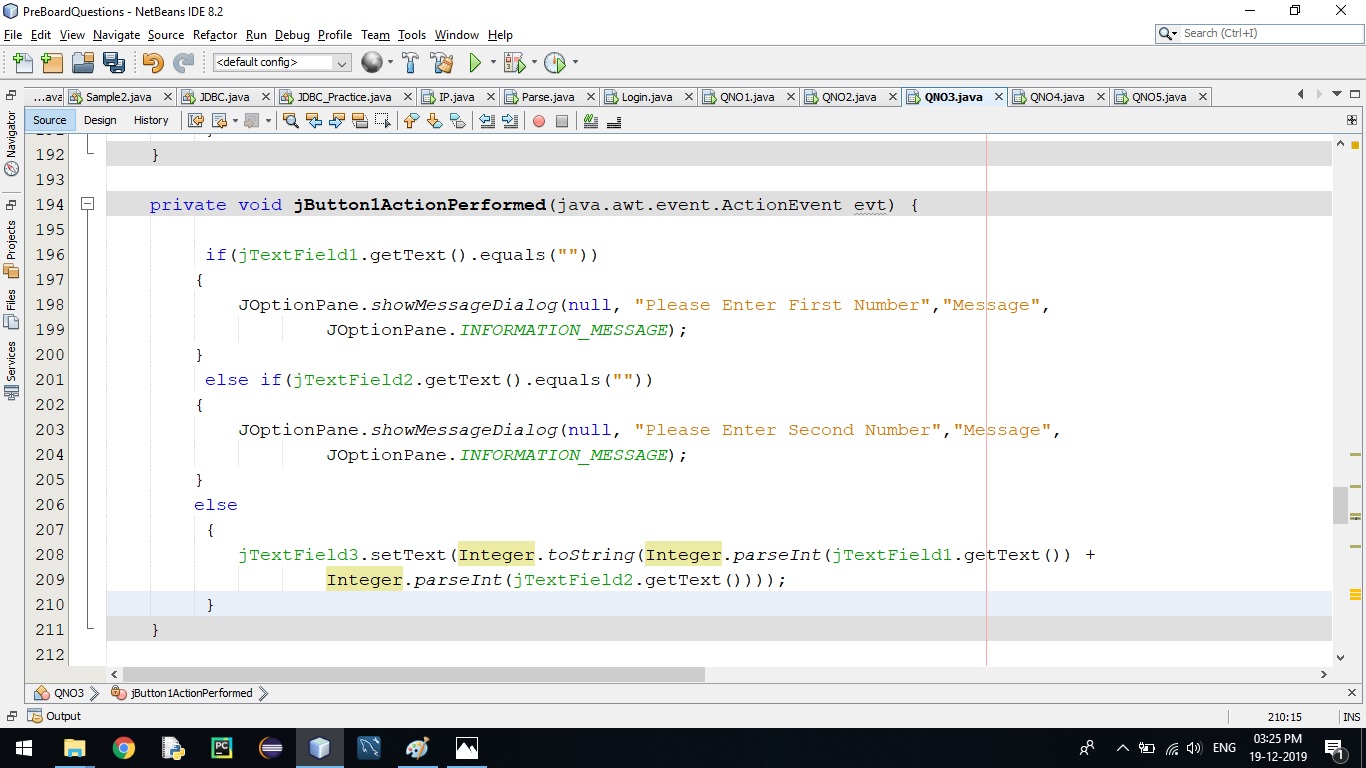 PreBoardQuestions - NetBeans IDE 8.2
File Edit View Navigate Source Refactor Run Debug Profile Team Tools Window Help
Search (Ctrl+I)
<default config>
...ava Sample2.java JDBC.java JDBC_Practice.java IP.java Parse.java Login.java QNO1.java QNO2.java QNO3.java QNO4.java QNO5.java
Source Design History
Navigator
Projects
Files
Services
192 }
193
194 private void jButton1ActionPerformed(java.awt.event.ActionEvent evt) {
195
196 if(jTextField1.getText().equals(""))
197 {
198 JOptionPane.showMessageDialog(null, "Please Enter First Number","Message",
199 JOptionPane.INFORMATION_MESSAGE);
200 }
201 else if(jTextField2.getText().equals(""))
202 {
203 JOptionPane.showMessageDialog(null, "Please Enter Second Number","Message",
204 JOptionPane.INFORMATION_MESSAGE);
205 }
206 else
207 {
208 jTextField3.setText(Integer.toString(Integer.parseInt(jTextField1.getText()) +
209 Integer.parseInt(jTextField2.getText())));
210 }
211 }
212
QNO3 jButton1ActionPerformed
Output
210:15 INS
PC
ENG
03:25 PM
19-12-2019
1